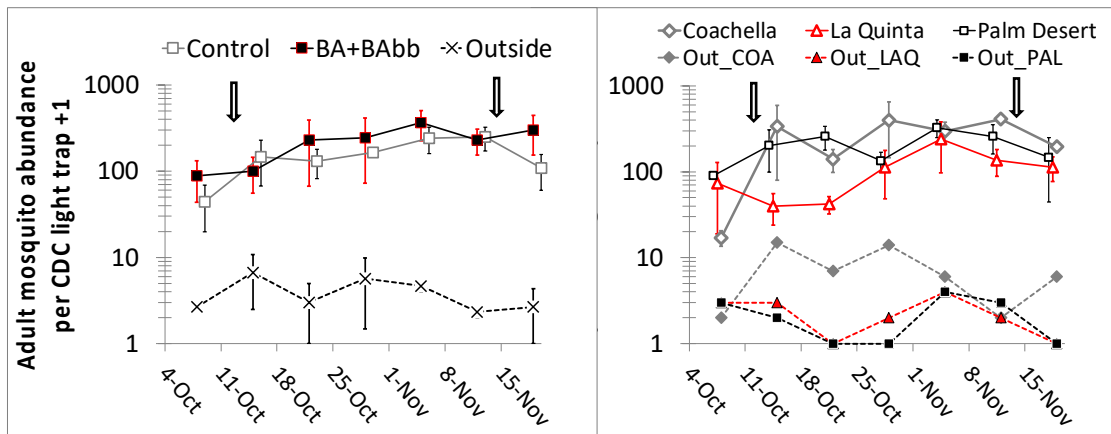 Control BA+BAbb Outside
Adult mosquito abundance
per CDC light trap +1
1000
100
10
1
4-Oct 11-Oct 18-Oct 25-Oct 1-Nov 8-Nov 15-Nov
Coachella La Quinta Palm Desert
Out_COA Out_LAQ Out_PAL
1000
100
10
1
4-Oct 11-Oct 18-Oct 25-Oct 1-Nov 8-Nov 15-Nov